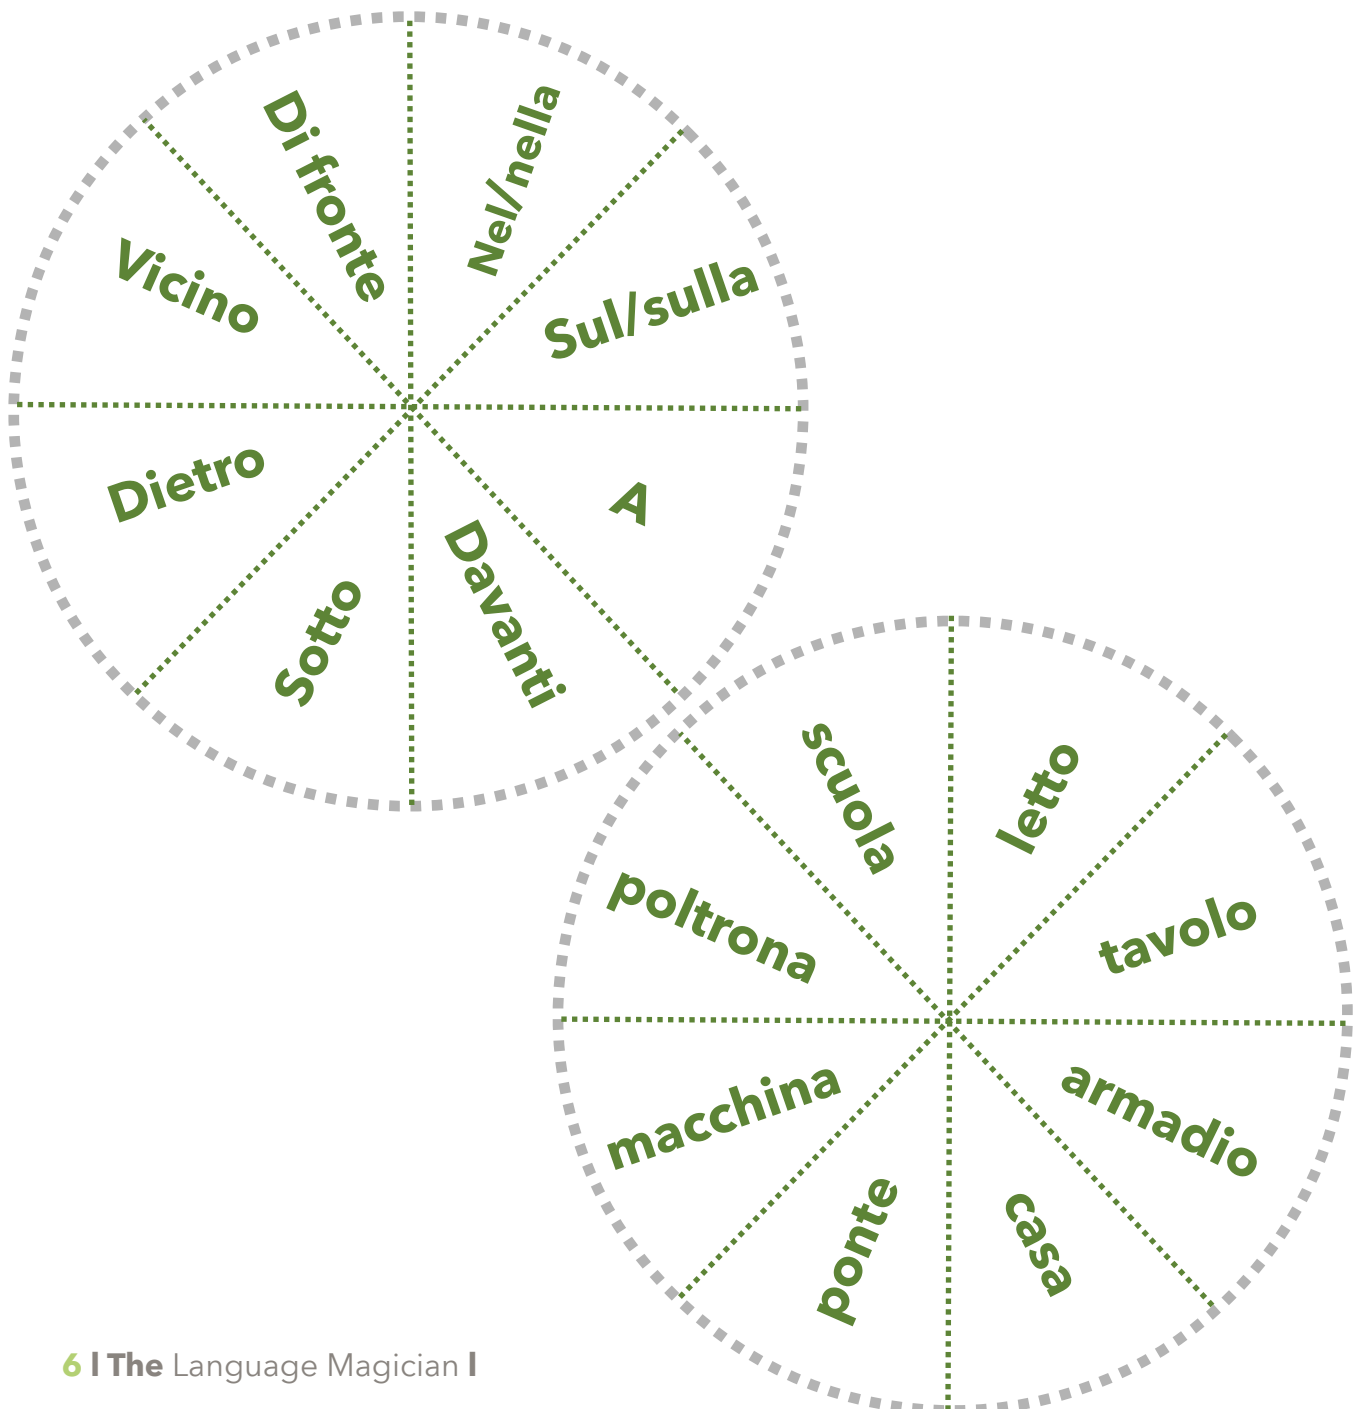 Di fronte
Nel/nella
Sul/sulla
A
Davanti
Sotto
Dietro
Vicino
scuola
letto
tavolo
armadio
casa
ponte
macchina
poltrona
6 | The Language Magician |